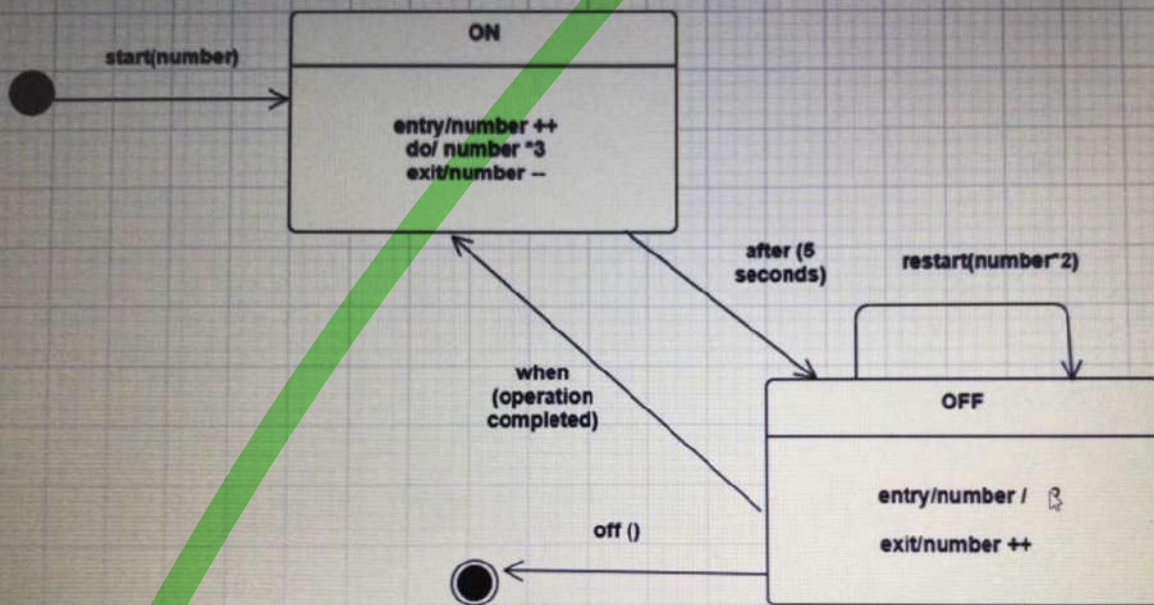 ON
start(number)
entry/number ++
do/ number *3
exit/number --
after (5
seconds)
restart(number*2)
when
(operation
completed)
OFF
entry/number /
exit/number ++
off ()